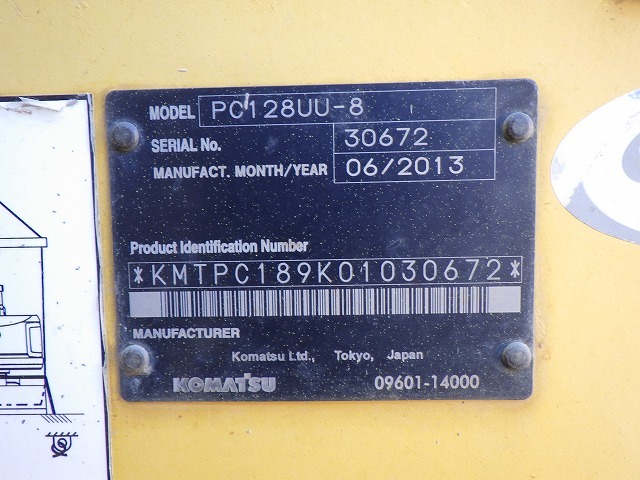 MODEL PC128UU-8
SERIAL No. 30672
MANUFACT. MONTH/YEAR 06/2013
Product Identification Number
*KMTPC189K01030672*
MANUFACTURER
Komatsu Ltd., Tokyo, Japan
KOMATSU 09601-14000